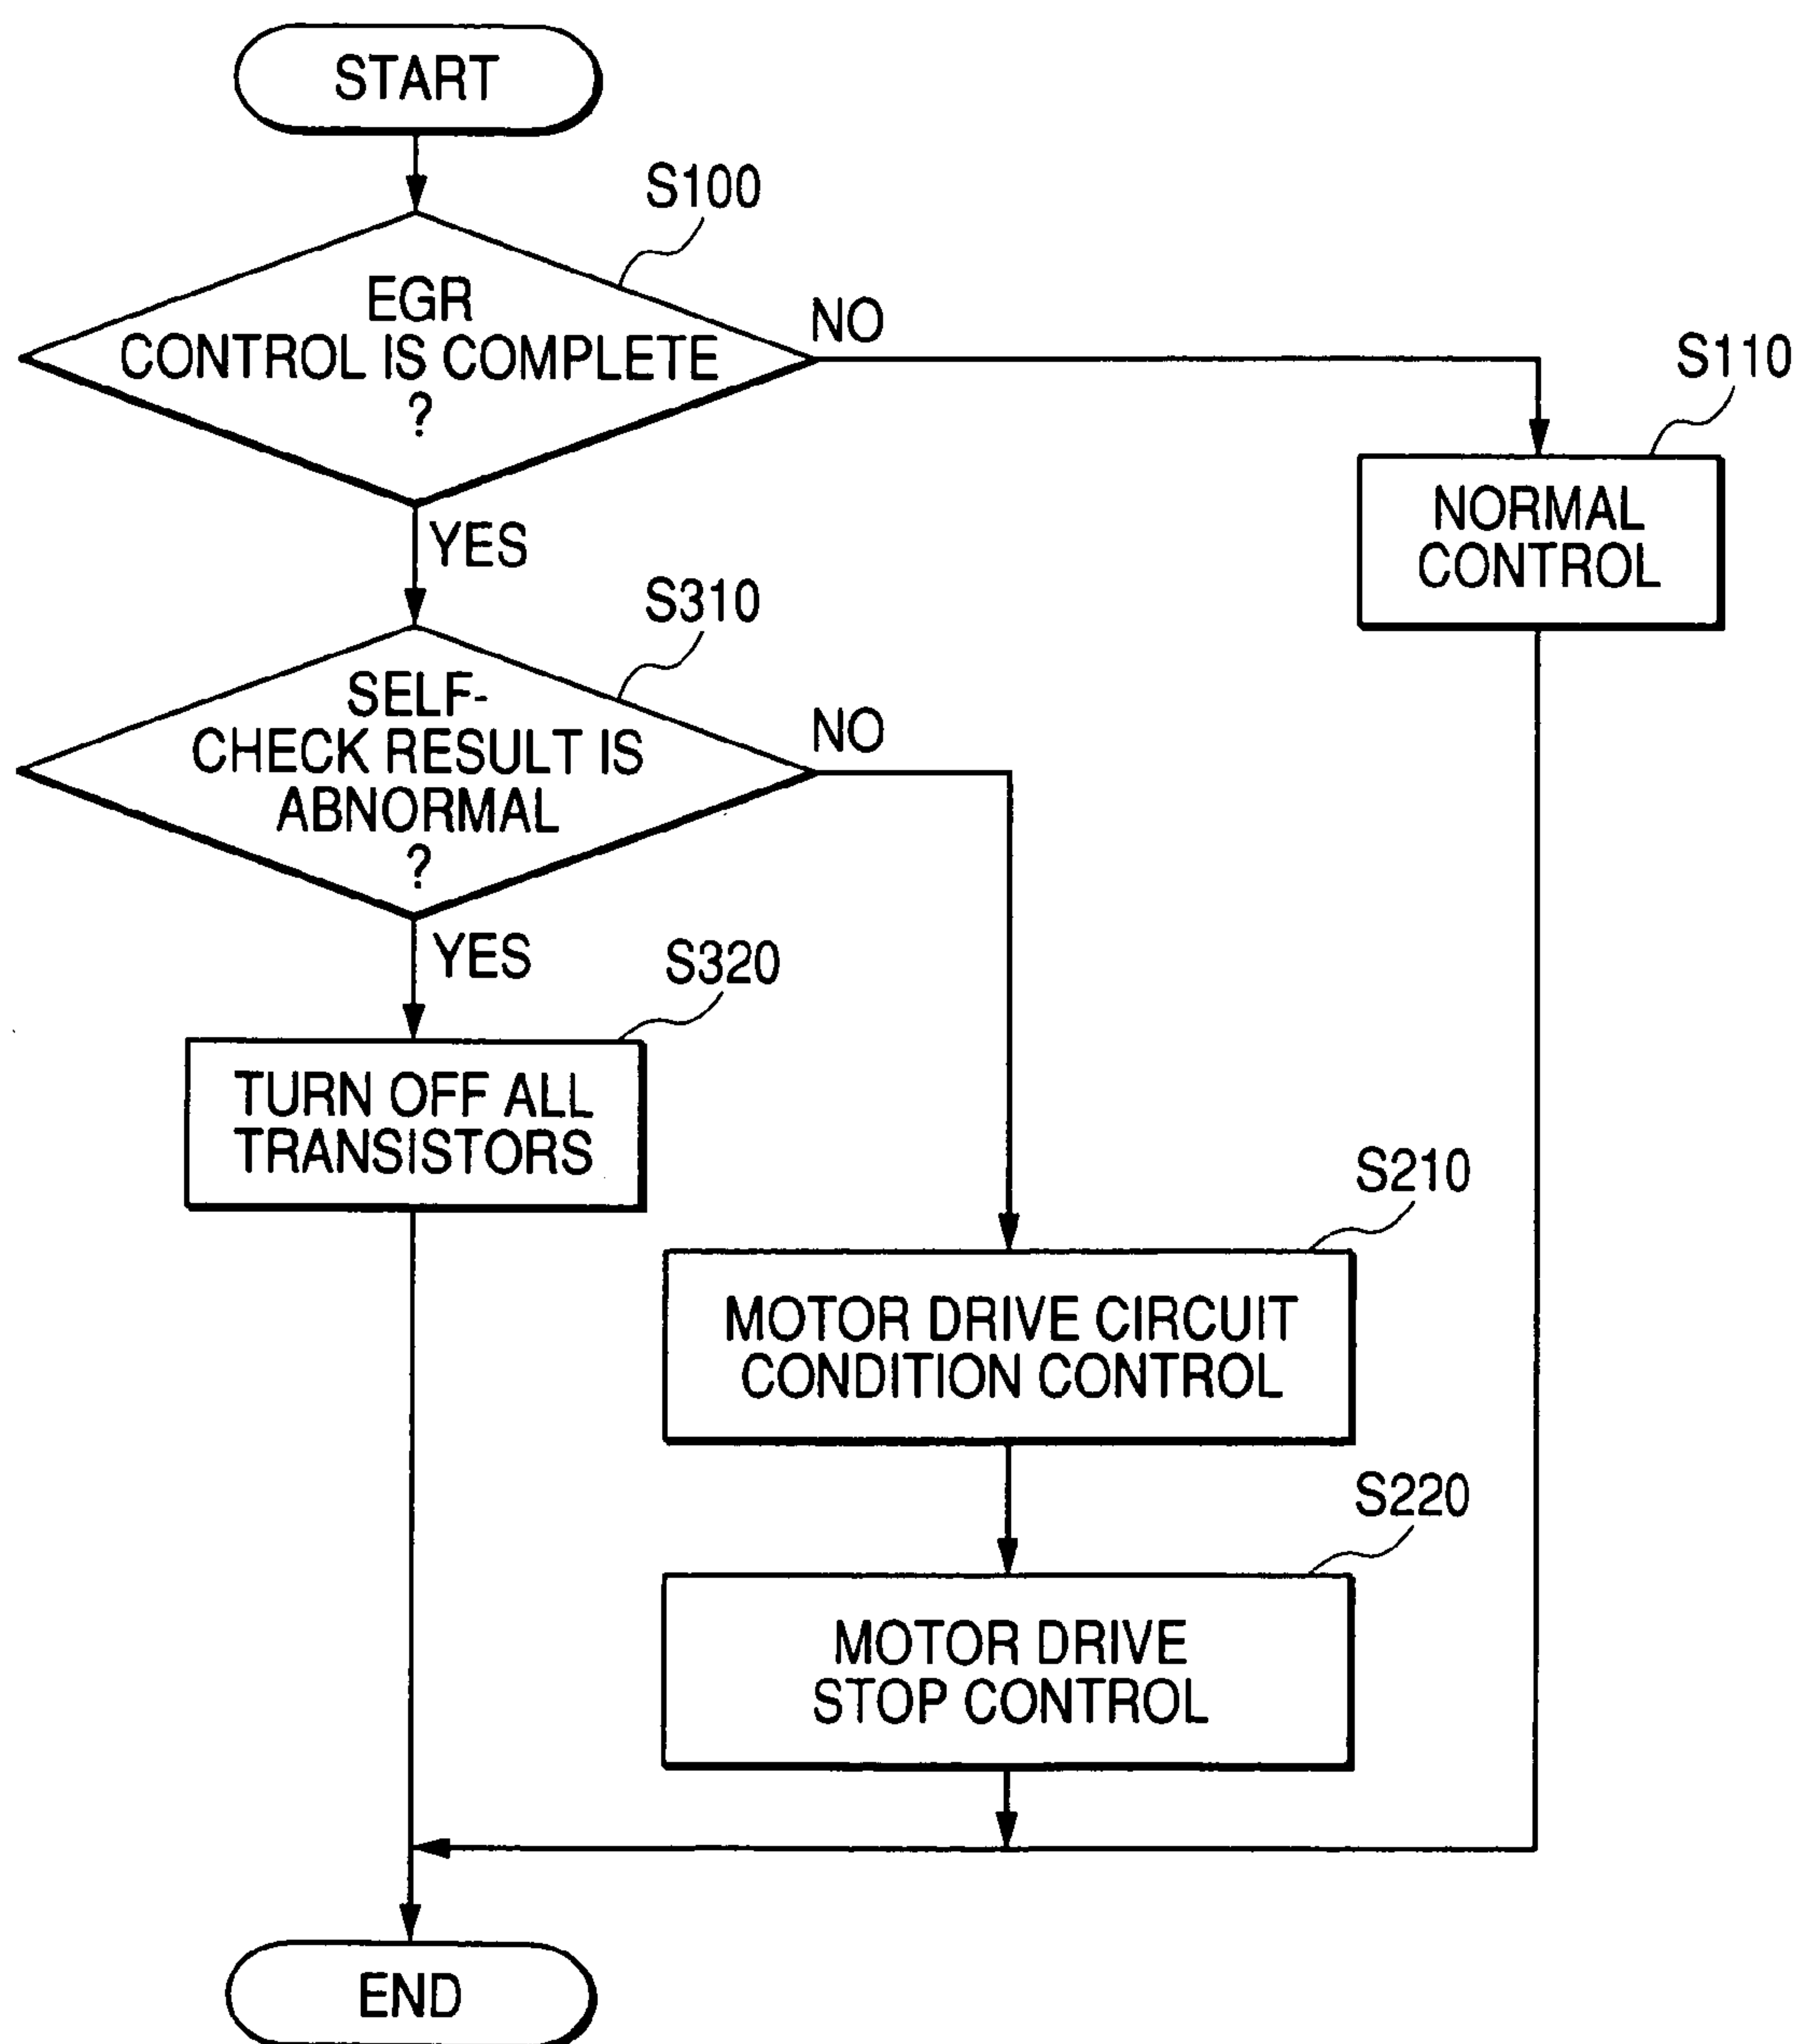 START
S100
EGR
CONTROL IS COMPLETE
?
NO
S110
NORMAL
CONTROL
YES
S310
SELF-
CHECK RESULT IS
ABNORMAL
?
NO
YES
S320
TURN OFF ALL
TRANSISTORS
S210
MOTOR DRIVE CIRCUIT
CONDITION CONTROL
S220
MOTOR DRIVE
STOP CONTROL
END